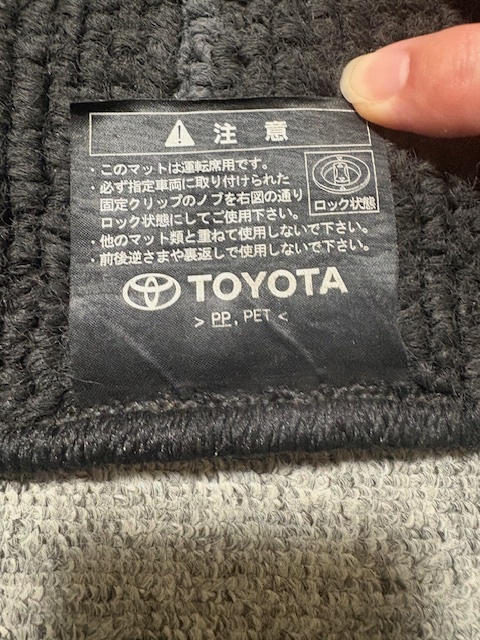 注意
・このマットは運転席用です。
・必ず指定車両に取り付けられた
固定クリップのノブを右図の通り
ロック状態にしてご使用下さい。
ロック状態
・他のマット類と重ねて使用しないで下さい。
・前後逆さまや裏返しで使用しないで下さい。
TOYOTA
> PP, PET <